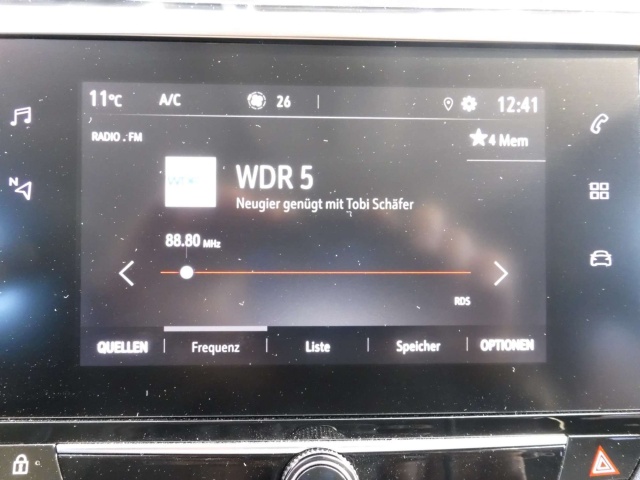 11°C A/C 26 12:41
RADIO . FM
4 Mem
WDR 5
Neugier genügt mit Tobi Schäfer
88.80 MHz
RDS
QUELLEN Frequenz Liste Speicher OPTIONEN
N